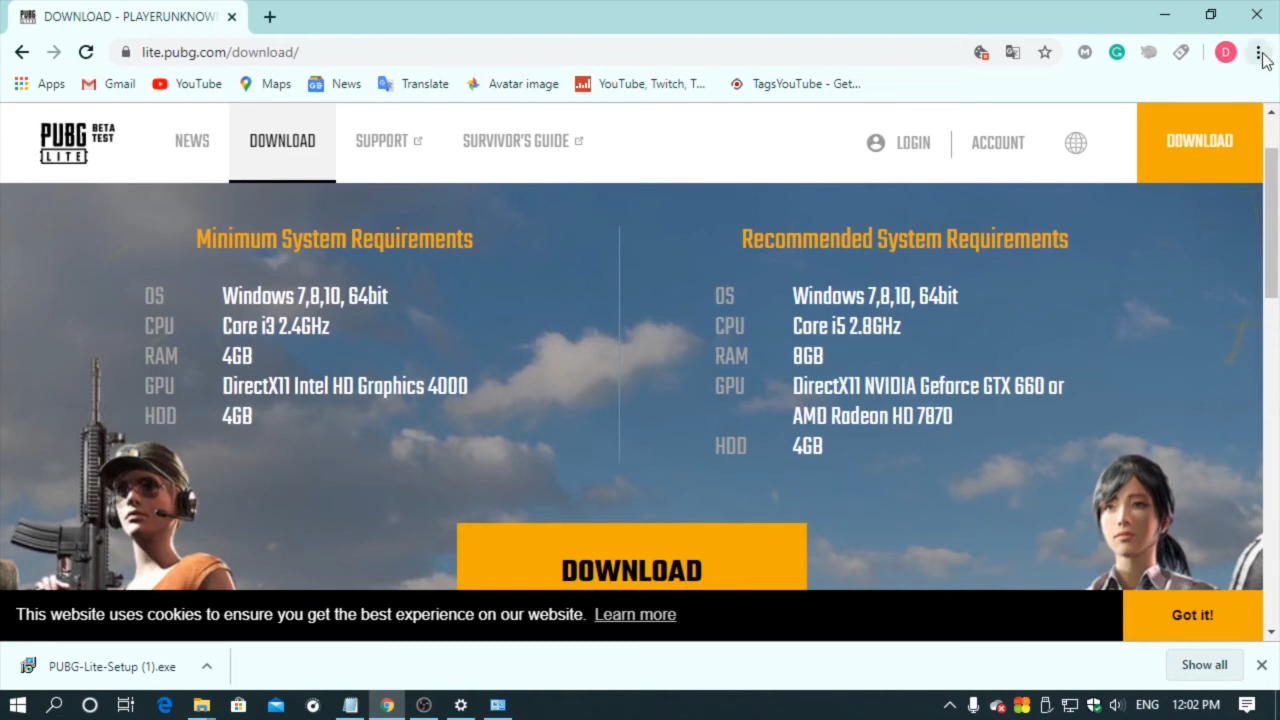 DOWNLOAD - PLAYERUNKNOW
lite.pubg.com/download/
D
Apps Gmail YouTube Maps News Translate Avatar image YouTube, Twitch, T... TagsYouTube - Get...
PUBG LITE BETA TEST
NEWS DOWNLOAD SUPPORT SURVIVOR'S GUIDE LOGIN ACCOUNT DOWNLOAD
Minimum System Requirements
OS Windows 7,8,10, 64bit
CPU Core i3 2.4GHz
RAM 4GB
GPU DirectX11 Intel HD Graphics 4000
HDD 4GB
Recommended System Requirements
OS Windows 7,8,10, 64bit
CPU Core i5 2.8GHz
RAM 8GB
GPU DirectX11 NVIDIA Geforce GTX 660 or
AMD Radeon HD 7870
HDD 4GB
DOWNLOAD
This website uses cookies to ensure you get the best experience on our website. Learn more Got it!
PUBG-Lite-Setup (1).exe Show all
ENG 12:02 PM